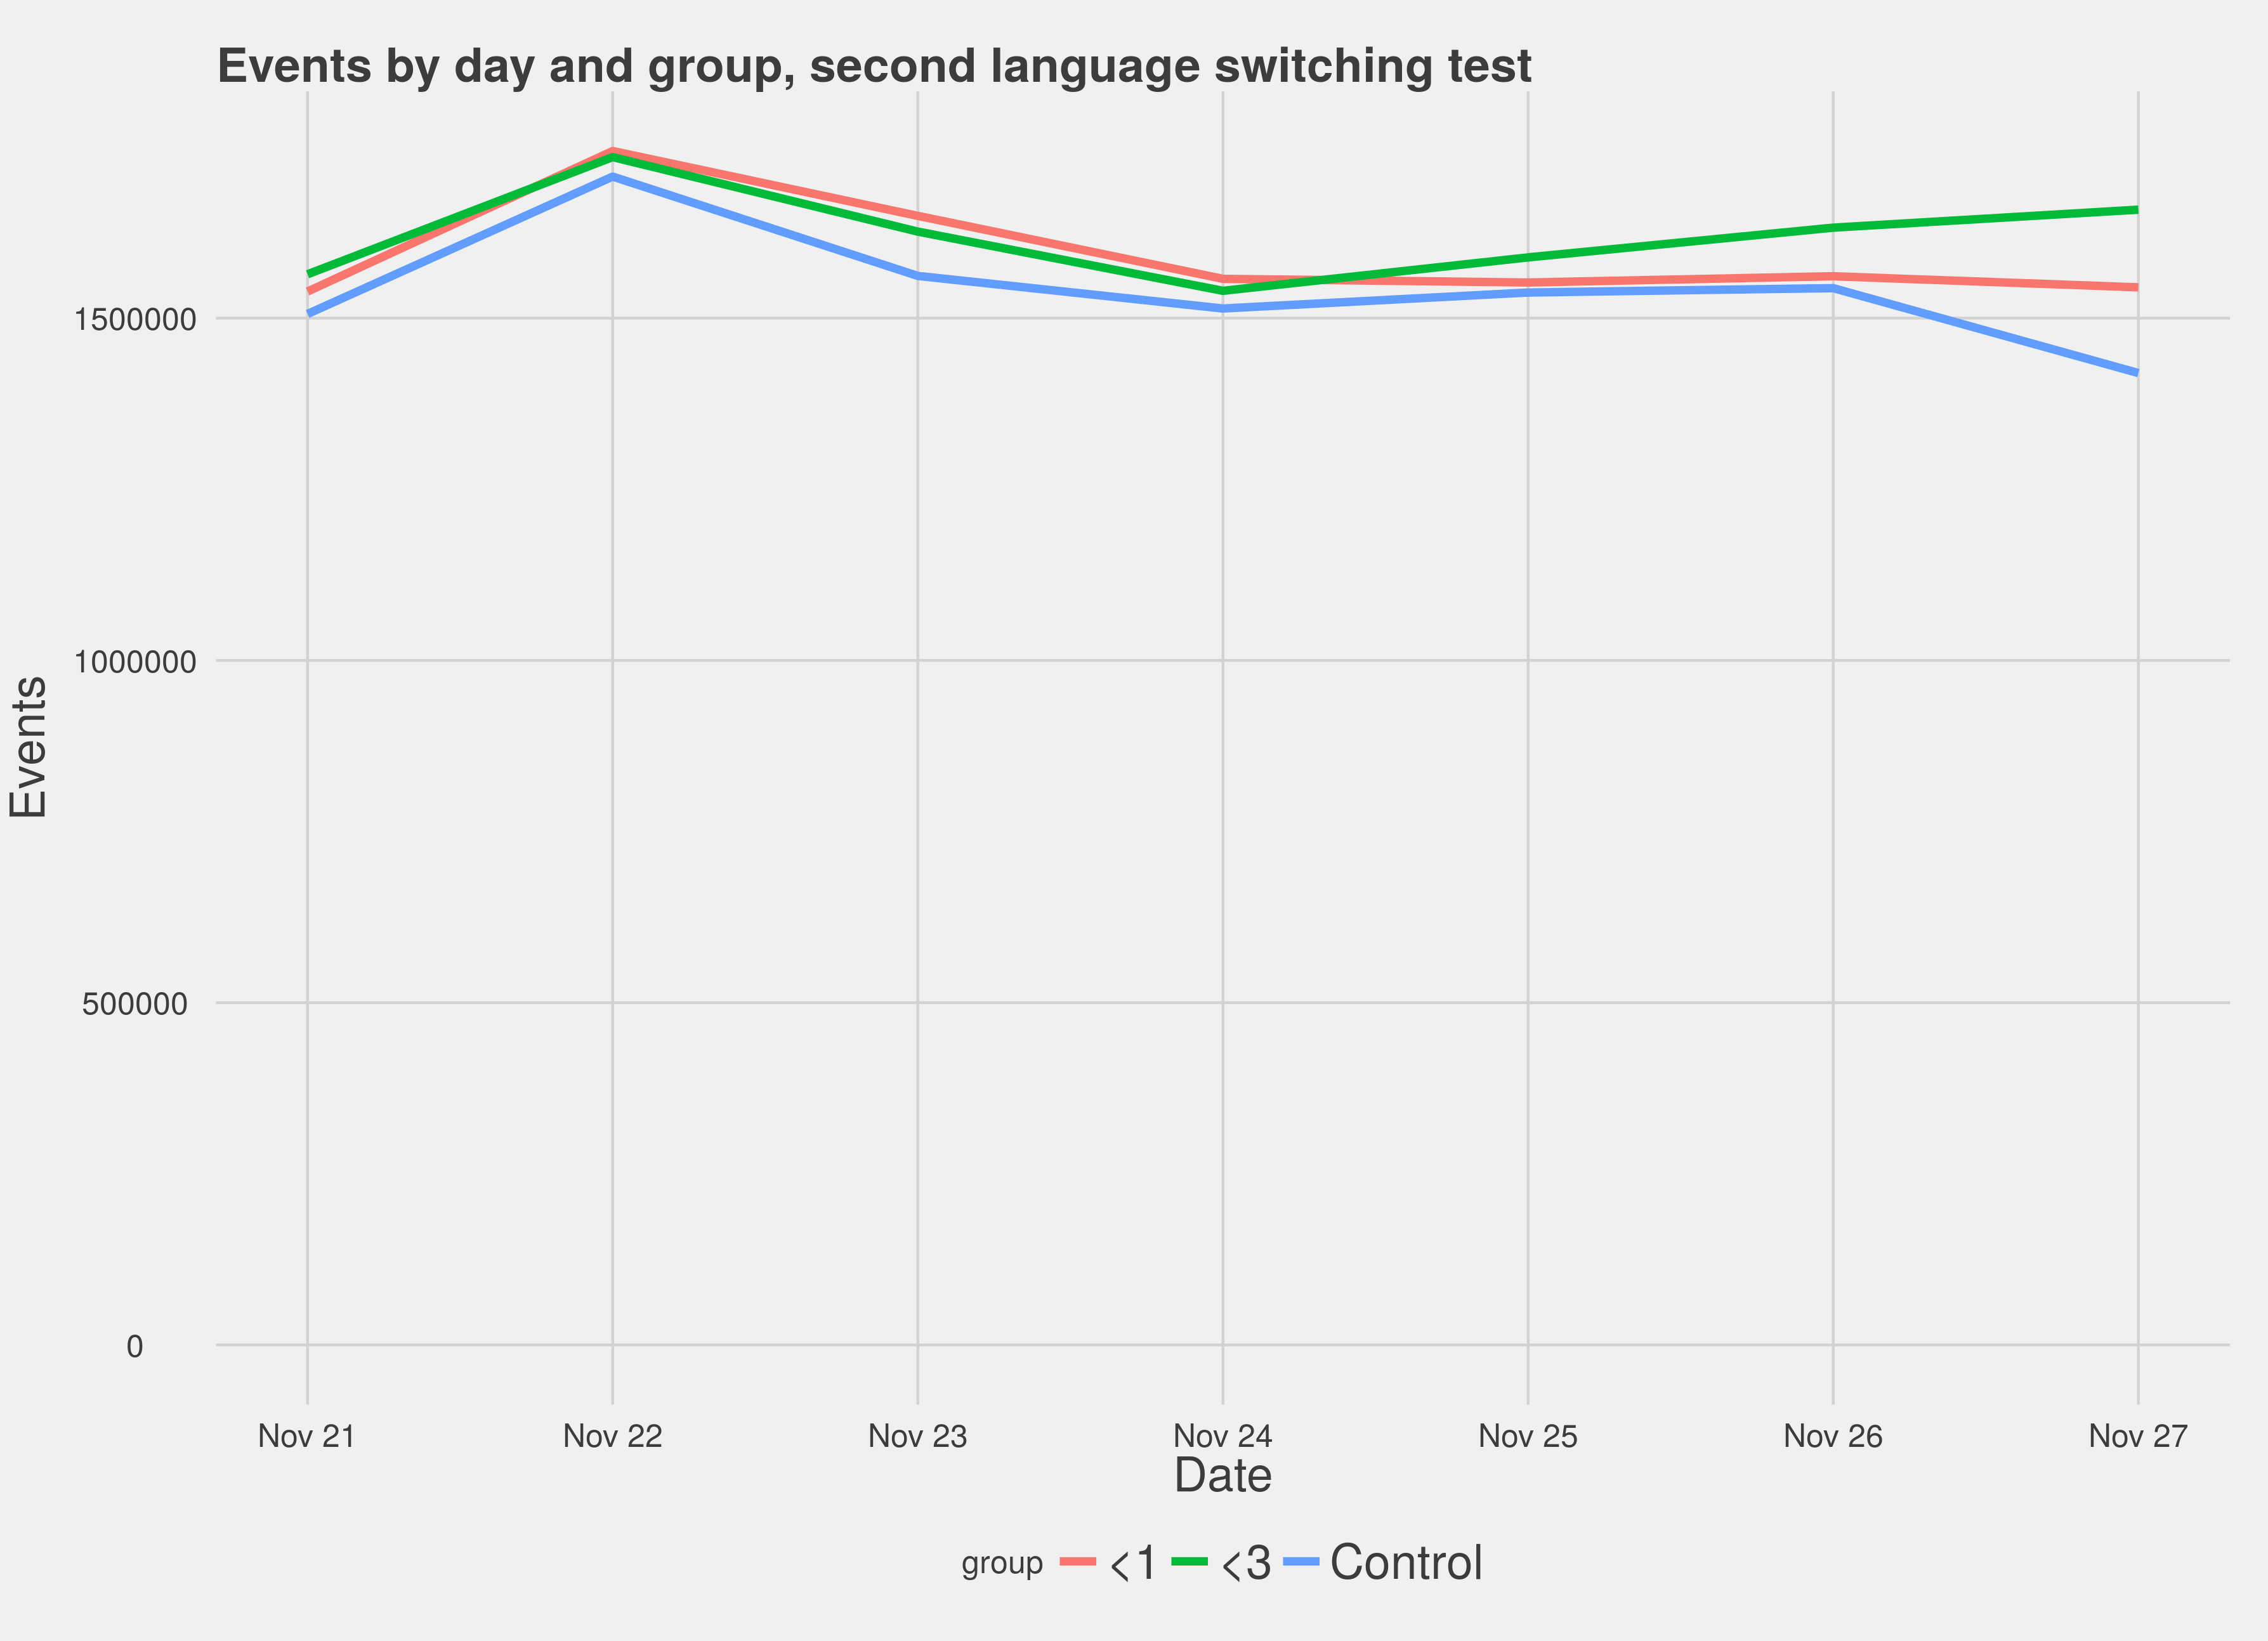 Events by day and group, second language switching test
Events
1500000
1000000
500000
0
Nov 21 Nov 22 Nov 23 Nov 24 Nov 25 Nov 26 Nov 27
Date
group <1 <3 Control